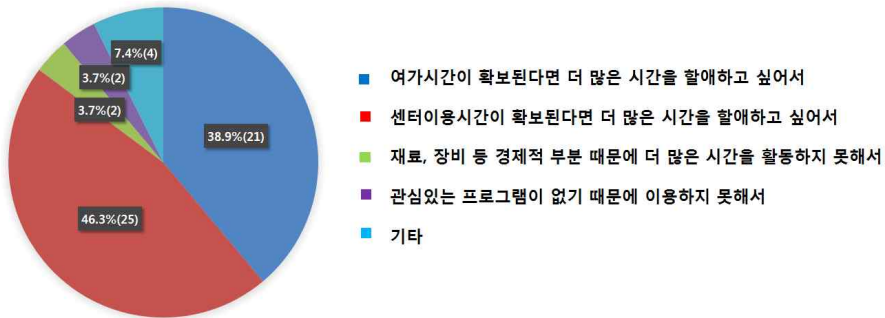 7.4%(4)
3.7%(2)
3.7%(2)
38.9%(21)
46.3%(25)
여가시간이 확보된다면 더 많은 시간을 할애하고 싶어서
센터이용시간이 확보된다면 더 많은 시간을 할애하고 싶어서
재료, 장비 등 경제적 부분 때문에 더 많은 시간을 활동하지 못해서
관심있는 프로그램이 없기 때문에 이용하지 못해서
기타